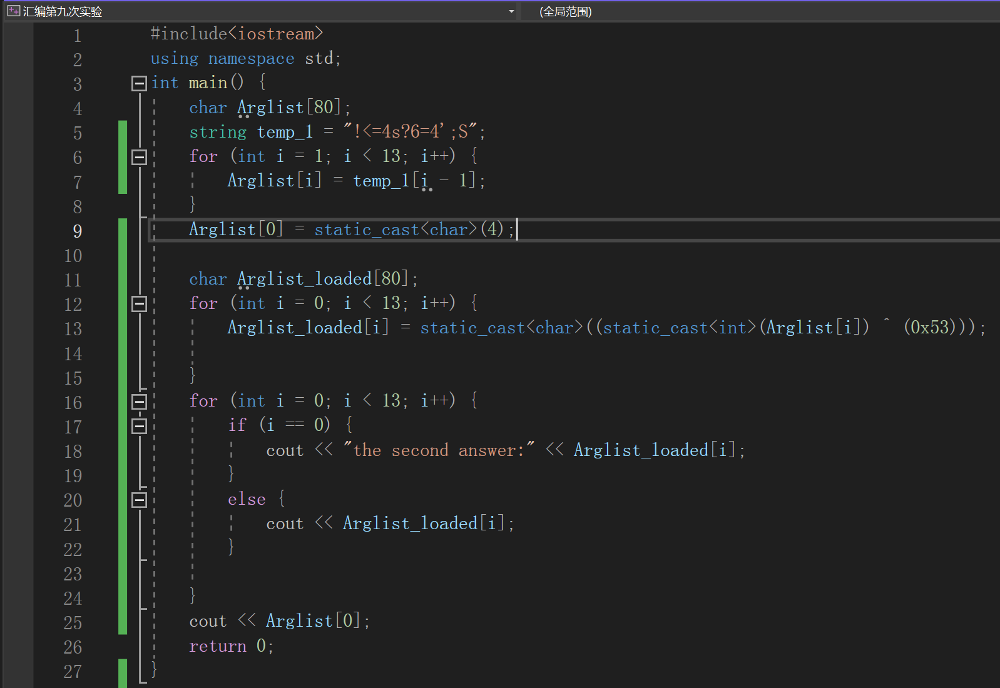 汇编第九次实验 (全局范围)
1 #include<iostream>
2 using namespace std;
3 int main() {
4 char Arglist[80];
5 string temp_1 = "!<=4s?6=4';S";
6 for (int i = 1; i < 13; i++) {
7 Arglist[i] = temp_1[i - 1];
8 }
9 Arglist[0] = static_cast<char>(4);
10
11 char Arglist_loaded[80];
12 for (int i = 0; i < 13; i++) {
13 Arglist_loaded[i] = static_cast<char>((static_cast<int>(Arglist[i]) ^ (0x53)));
14
15 }
16 for (int i = 0; i < 13; i++) {
17 if (i == 0) {
18 cout << "the second answer:" << Arglist_loaded[i];
19 }
20 else {
21 cout << Arglist_loaded[i];
22 }
23
24 }
25 cout << Arglist[0];
26 return 0;
27 }